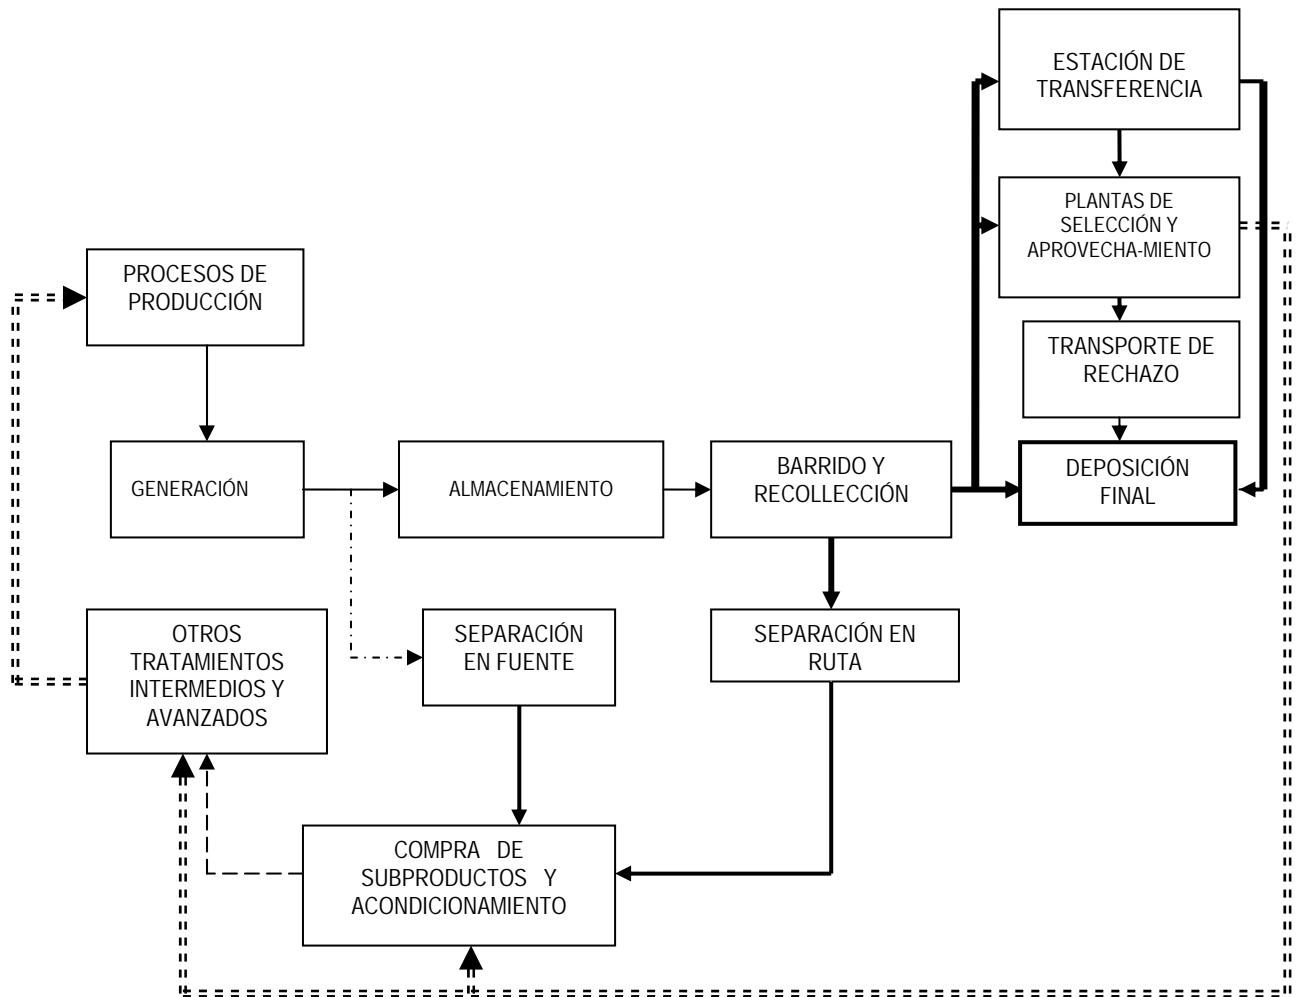 ESTACIÓN DE
TRANSFERENCIA
PLANTAS DE
SELECCIÓN Y
APROVECHA-MIENTO
PROCESOS DE
PRODUCCIÓN
TRANSPORTE DE
RECHAZO
GENERACIÓN
ALMACENAMIENTO
BARRIDO Y
RECOLLECCIÓN
DEPOSICIÓN
FINAL
OTROS
TRATAMIENTOS
INTERMEDIOS Y
AVANZADOS
SEPARACIÓN
EN FUENTE
SEPARACIÓN EN
RUTA
COMPRA DE
SUBPRODUCTOS Y
ACONDICIONAMIENTO